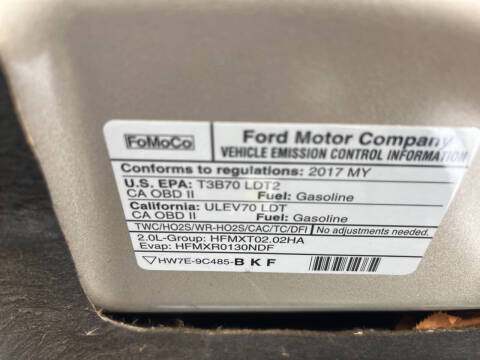 FoMoCo
Ford Motor Company
VEHICLE EMISSION CONTROL INFORMATION
Conforms to regulations: 2017 MY
U.S. EPA: T3B70 LDT2
CA OBD II Fuel: Gasoline
California: ULEV70 LDT
CA OBD II Fuel: Gasoline
TWC/HO2S/WR-HO2S/CAC/TC/DFI No adjustments needed.
2.0L-Group: HFMXT02.02HA
Evap: HFMXR0130NDF
HW7E-9C485-B K F